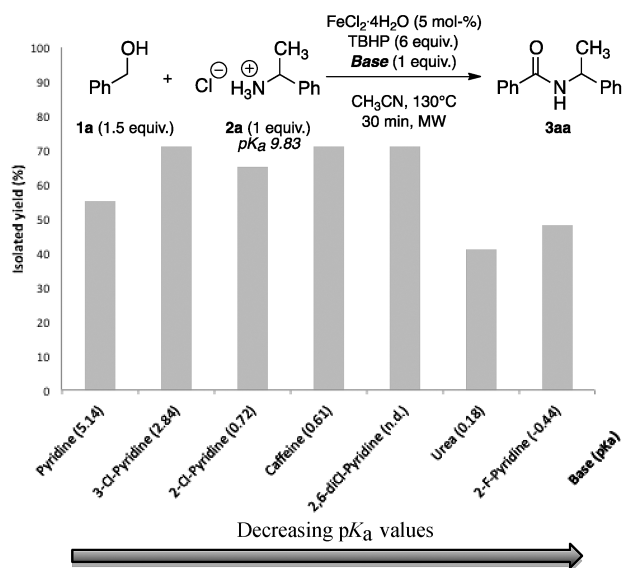 FeCl2·4H2O (5 mol-%)
TBHP (6 equiv.)
Base (1 equiv.)
CH3CN, 130°C
30 min, MW
OH
Ph
+
Cl⊖ ⊕
H3N
CH3
Ph
O
CH3
Ph
N
H
Ph
1a (1.5 equiv.)
2a (1 equiv.)
pKa 9.83
3aa
Isolated yield (%)
100
90
80
70
60
50
40
30
20
10
0
Pyridine (5.14)
3-Cl-Pyridine (2.84)
2-Cl-Pyridine (0.72)
Caffeine (0.61)
2,6-diCl-Pyridine (n.d.)
Urea (0.18)
2-F-Pyridine (-0.44)
Base (pKa)
Decreasing pKa values